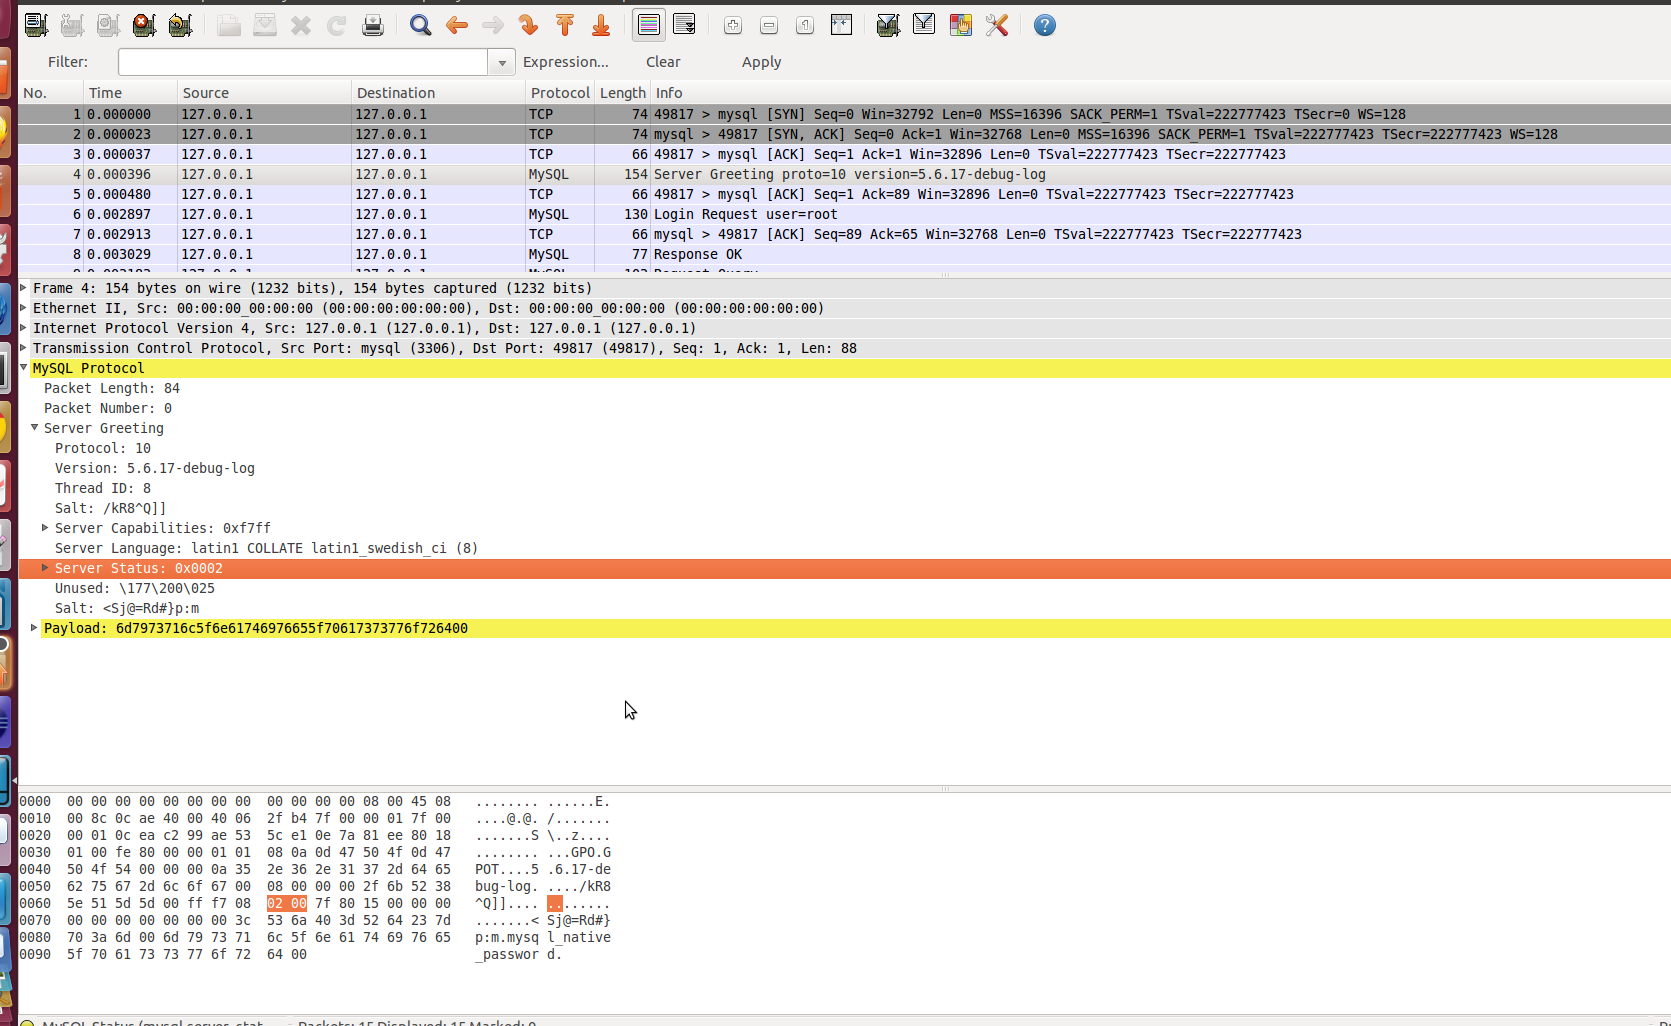 Filter: Expression... Clear Apply
No. Time Source Destination Protocol Length Info
1 0.000000 127.0.0.1 127.0.0.1 TCP 74 49817 > mysql [SYN] Seq=0 Win=32792 Len=0 MSS=16396 SACK_PERM=1 TSval=222777423 TSecr=0 WS=128
2 0.000023 127.0.0.1 127.0.0.1 TCP 74 mysql > 49817 [SYN, ACK] Seq=0 Ack=1 Win=32768 Len=0 MSS=16396 SACK_PERM=1 TSval=222777423 TSecr=222777423 WS=128
3 0.000037 127.0.0.1 127.0.0.1 TCP 66 49817 > mysql [ACK] Seq=1 Ack=1 Win=32896 Len=0 TSval=222777423 TSecr=222777423
4 0.000396 127.0.0.1 127.0.0.1 MySQL 154 Server Greeting proto=10 version=5.6.17-debug-log
5 0.000480 127.0.0.1 127.0.0.1 TCP 66 49817 > mysql [ACK] Seq=1 Ack=89 Win=32896 Len=0 TSval=222777423 TSecr=222777423
6 0.002897 127.0.0.1 127.0.0.1 MySQL 130 Login Request user=root
7 0.002913 127.0.0.1 127.0.0.1 TCP 66 mysql > 49817 [ACK] Seq=89 Ack=65 Win=32768 Len=0 TSval=222777423 TSecr=222777423
8 0.003029 127.0.0.1 127.0.0.1 MySQL 77 Response OK
Frame 4: 154 bytes on wire (1232 bits), 154 bytes captured (1232 bits)
Ethernet II, Src: 00:00:00_00:00:00 (00:00:00:00:00:00), Dst: 00:00:00_00:00:00 (00:00:00:00:00:00)
Internet Protocol Version 4, Src: 127.0.0.1 (127.0.0.1), Dst: 127.0.0.1 (127.0.0.1)
Transmission Control Protocol, Src Port: mysql (3306), Dst Port: 49817 (49817), Seq: 1, Ack: 1, Len: 88
MySQL Protocol
Packet Length: 84
Packet Number: 0
Server Greeting
Protocol: 10
Version: 5.6.17-debug-log
Thread ID: 8
Salt: /kR8^Q]]
Server Capabilities: 0xf7ff
Server Language: latin1 COLLATE latin1_swedish_ci (8)
Server Status: 0x0002
Unused: \177\200\025
Salt: <Sj@=Rd#}p:m
Payload: 6d7973716c5f6e61746976655f70617373776f726400
0000 00 00 00 00 00 00 00 00 00 00 00 00 08 00 45 08 ........ ......E.
0010 00 8c 0c ae 40 00 40 06 2f b4 7f 00 00 01 7f 00 ....@.@. /.......
0020 00 01 0c ea c2 99 ae 53 5c e1 0e 7a 81 ee 80 18 .......S \..z....
0030 01 00 fe 80 00 00 01 01 08 0a 0d 47 50 4f 0d 47 ........ ...GPO.G
0040 50 4f 54 00 00 00 0a 35 2e 36 2e 31 37 2d 64 65 POT....5 .6.17-de
0050 62 75 67 2d 6c 6f 67 00 08 00 00 00 2f 6b 52 38 bug-log. ..../kR8
0060 5e 51 5d 5d 00 ff f7 08 02 00 7f 80 15 00 00 00 ^Q]].... ........
0070 00 00 00 00 00 00 00 3c 53 6a 40 3d 52 64 23 7d .......< Sj@=Rd#}
0080 70 3a 6d 00 6d 79 73 71 6c 5f 6e 61 74 69 76 65 p:m.mysq l_native
0090 5f 70 61 73 73 77 6f 72 64 00 _passwor d.